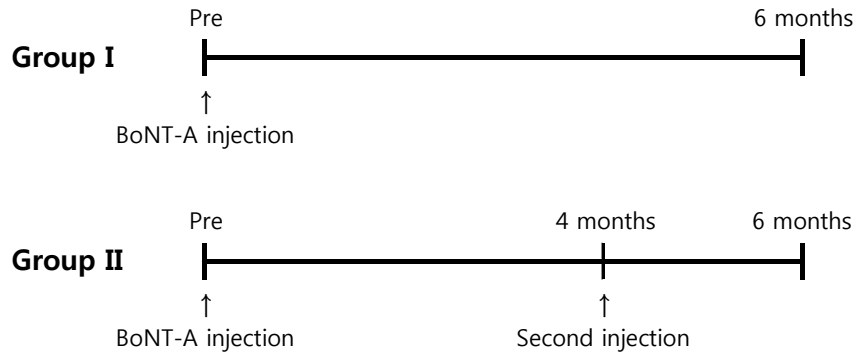 Pre 6 months
Group I
↑
BoNT-A injection
Pre 4 months 6 months
Group II
↑ ↑
BoNT-A injection Second injection